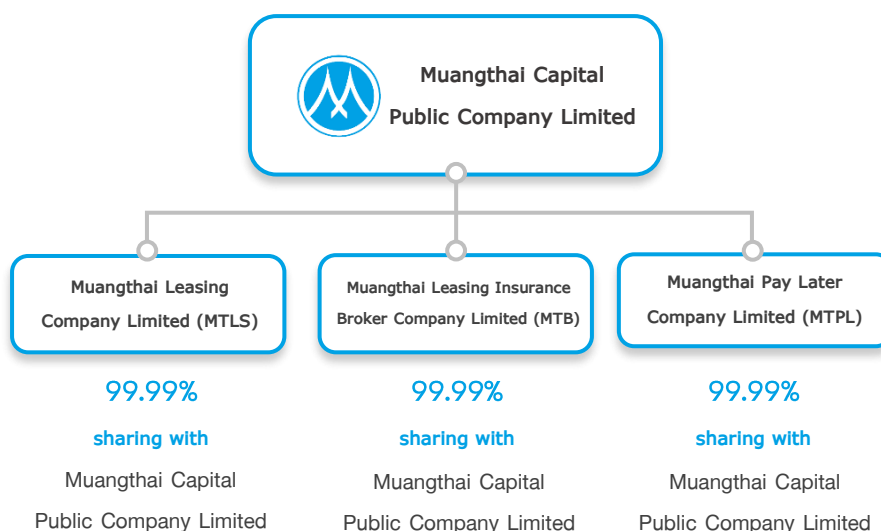 Muangthai Capital
Public Company Limited
Muangthai Leasing
Company Limited (MTLS)
99.99%
sharing with
Muangthai Capital
Public Company Limited
Muangthai Leasing Insurance
Broker Company Limited (MTB)
99.99%
sharing with
Muangthai Capital
Public Company Limited
Muangthai Pay Later
Company Limited (MTPL)
99.99%
sharing with
Muangthai Capital
Public Company Limited